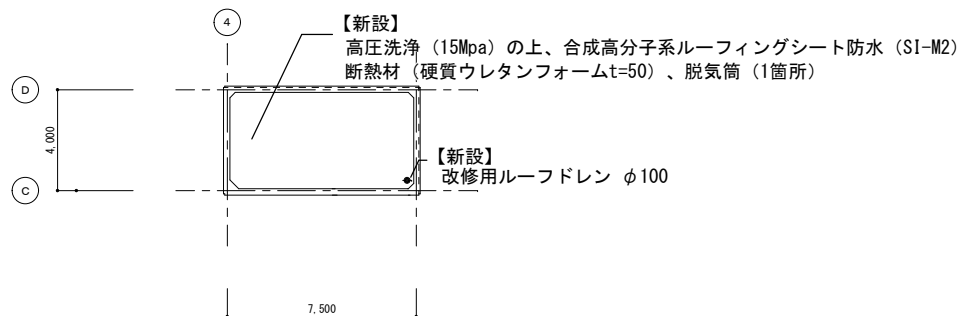 4
【新設】
高圧洗浄（15Mpa）の上、合成高分子系ルーフィングシート防水（SI-M2）
断熱材（硬質ウレタンフォームt=50）、脱気筒（1箇所）
D
4,000
【新設】
改修用ルーフドレン φ100
C
7,500